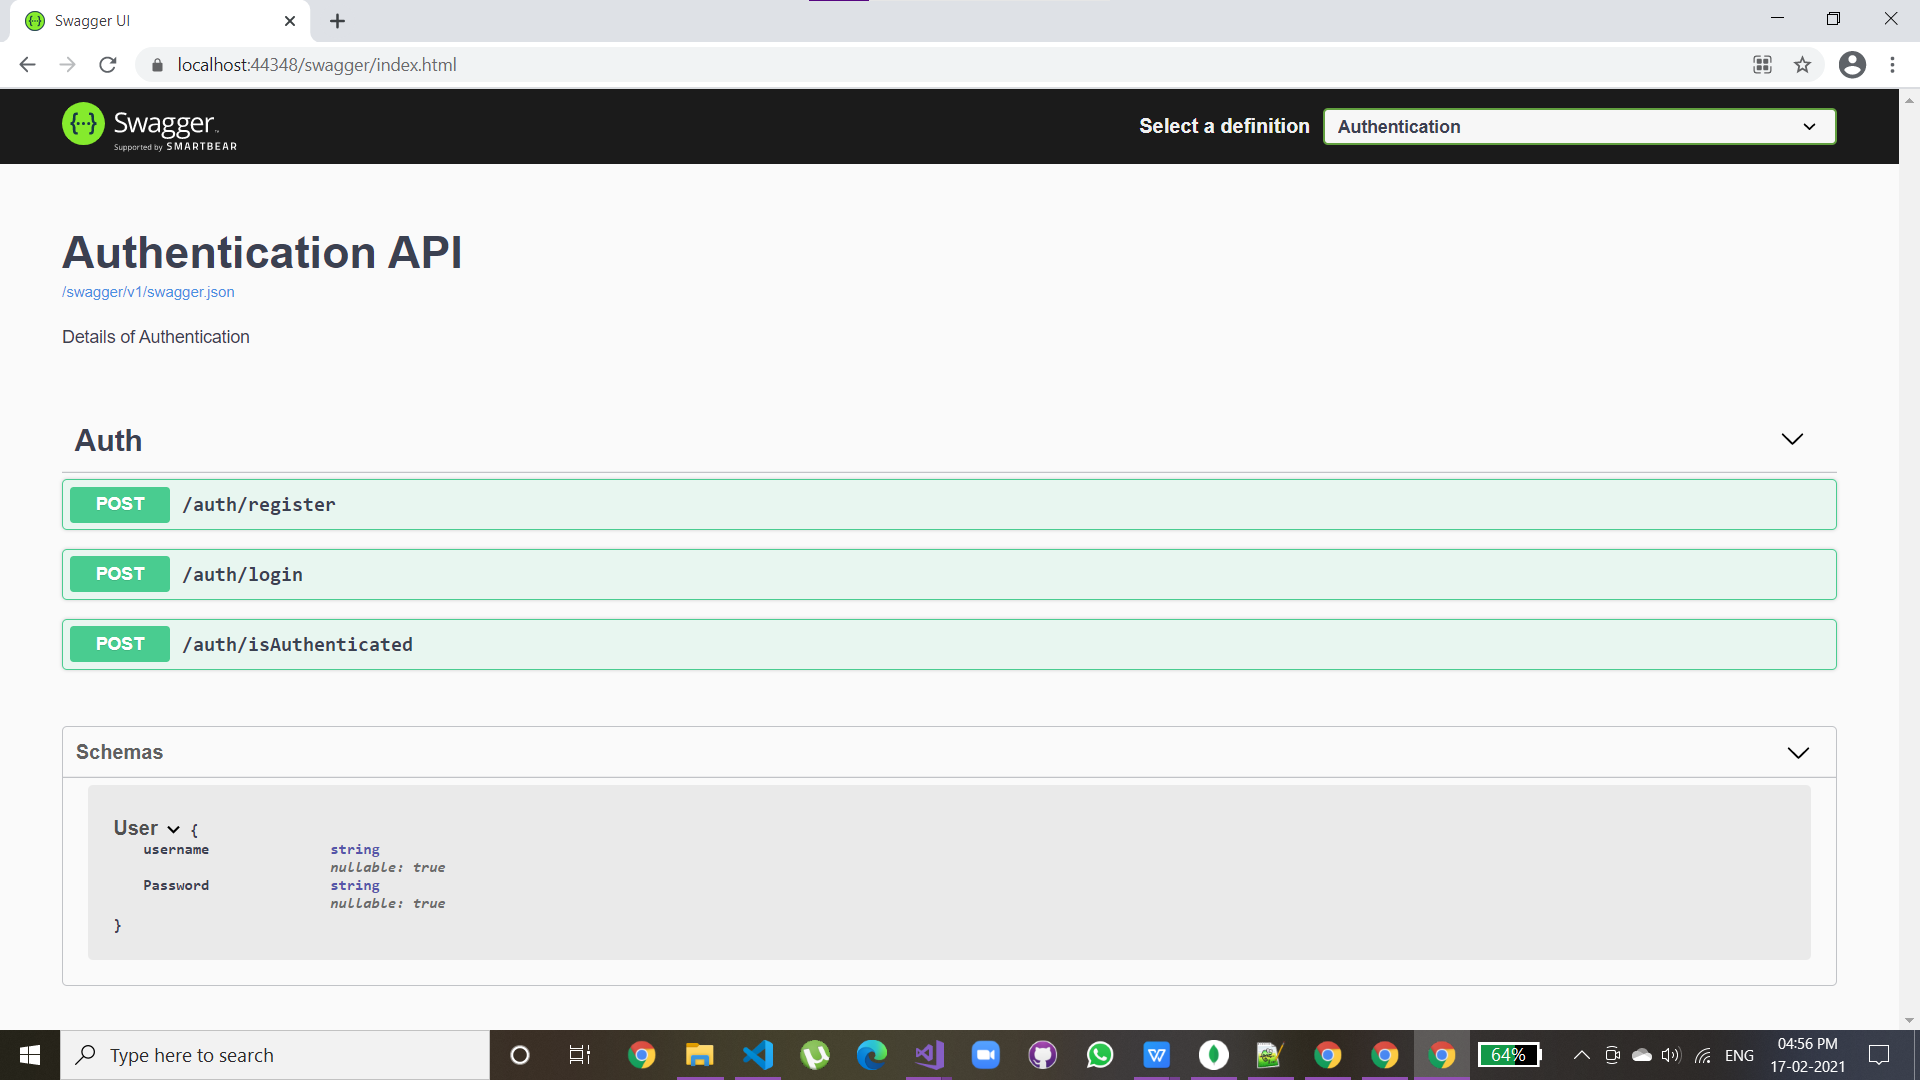 Swagger UI
localhost:44348/swagger/index.html
Swagger
Supported by SMARTBEAR
Select a definition
Authentication
Authentication API
/swagger/v1/swagger.json
Details of Authentication
Auth
POST /auth/register
POST /auth/login
POST /auth/isAuthenticated
Schemas
User {
username string
nullable: true
Password string
nullable: true
}
Type here to search
64%
ENG
04:56 PM
17-02-2021